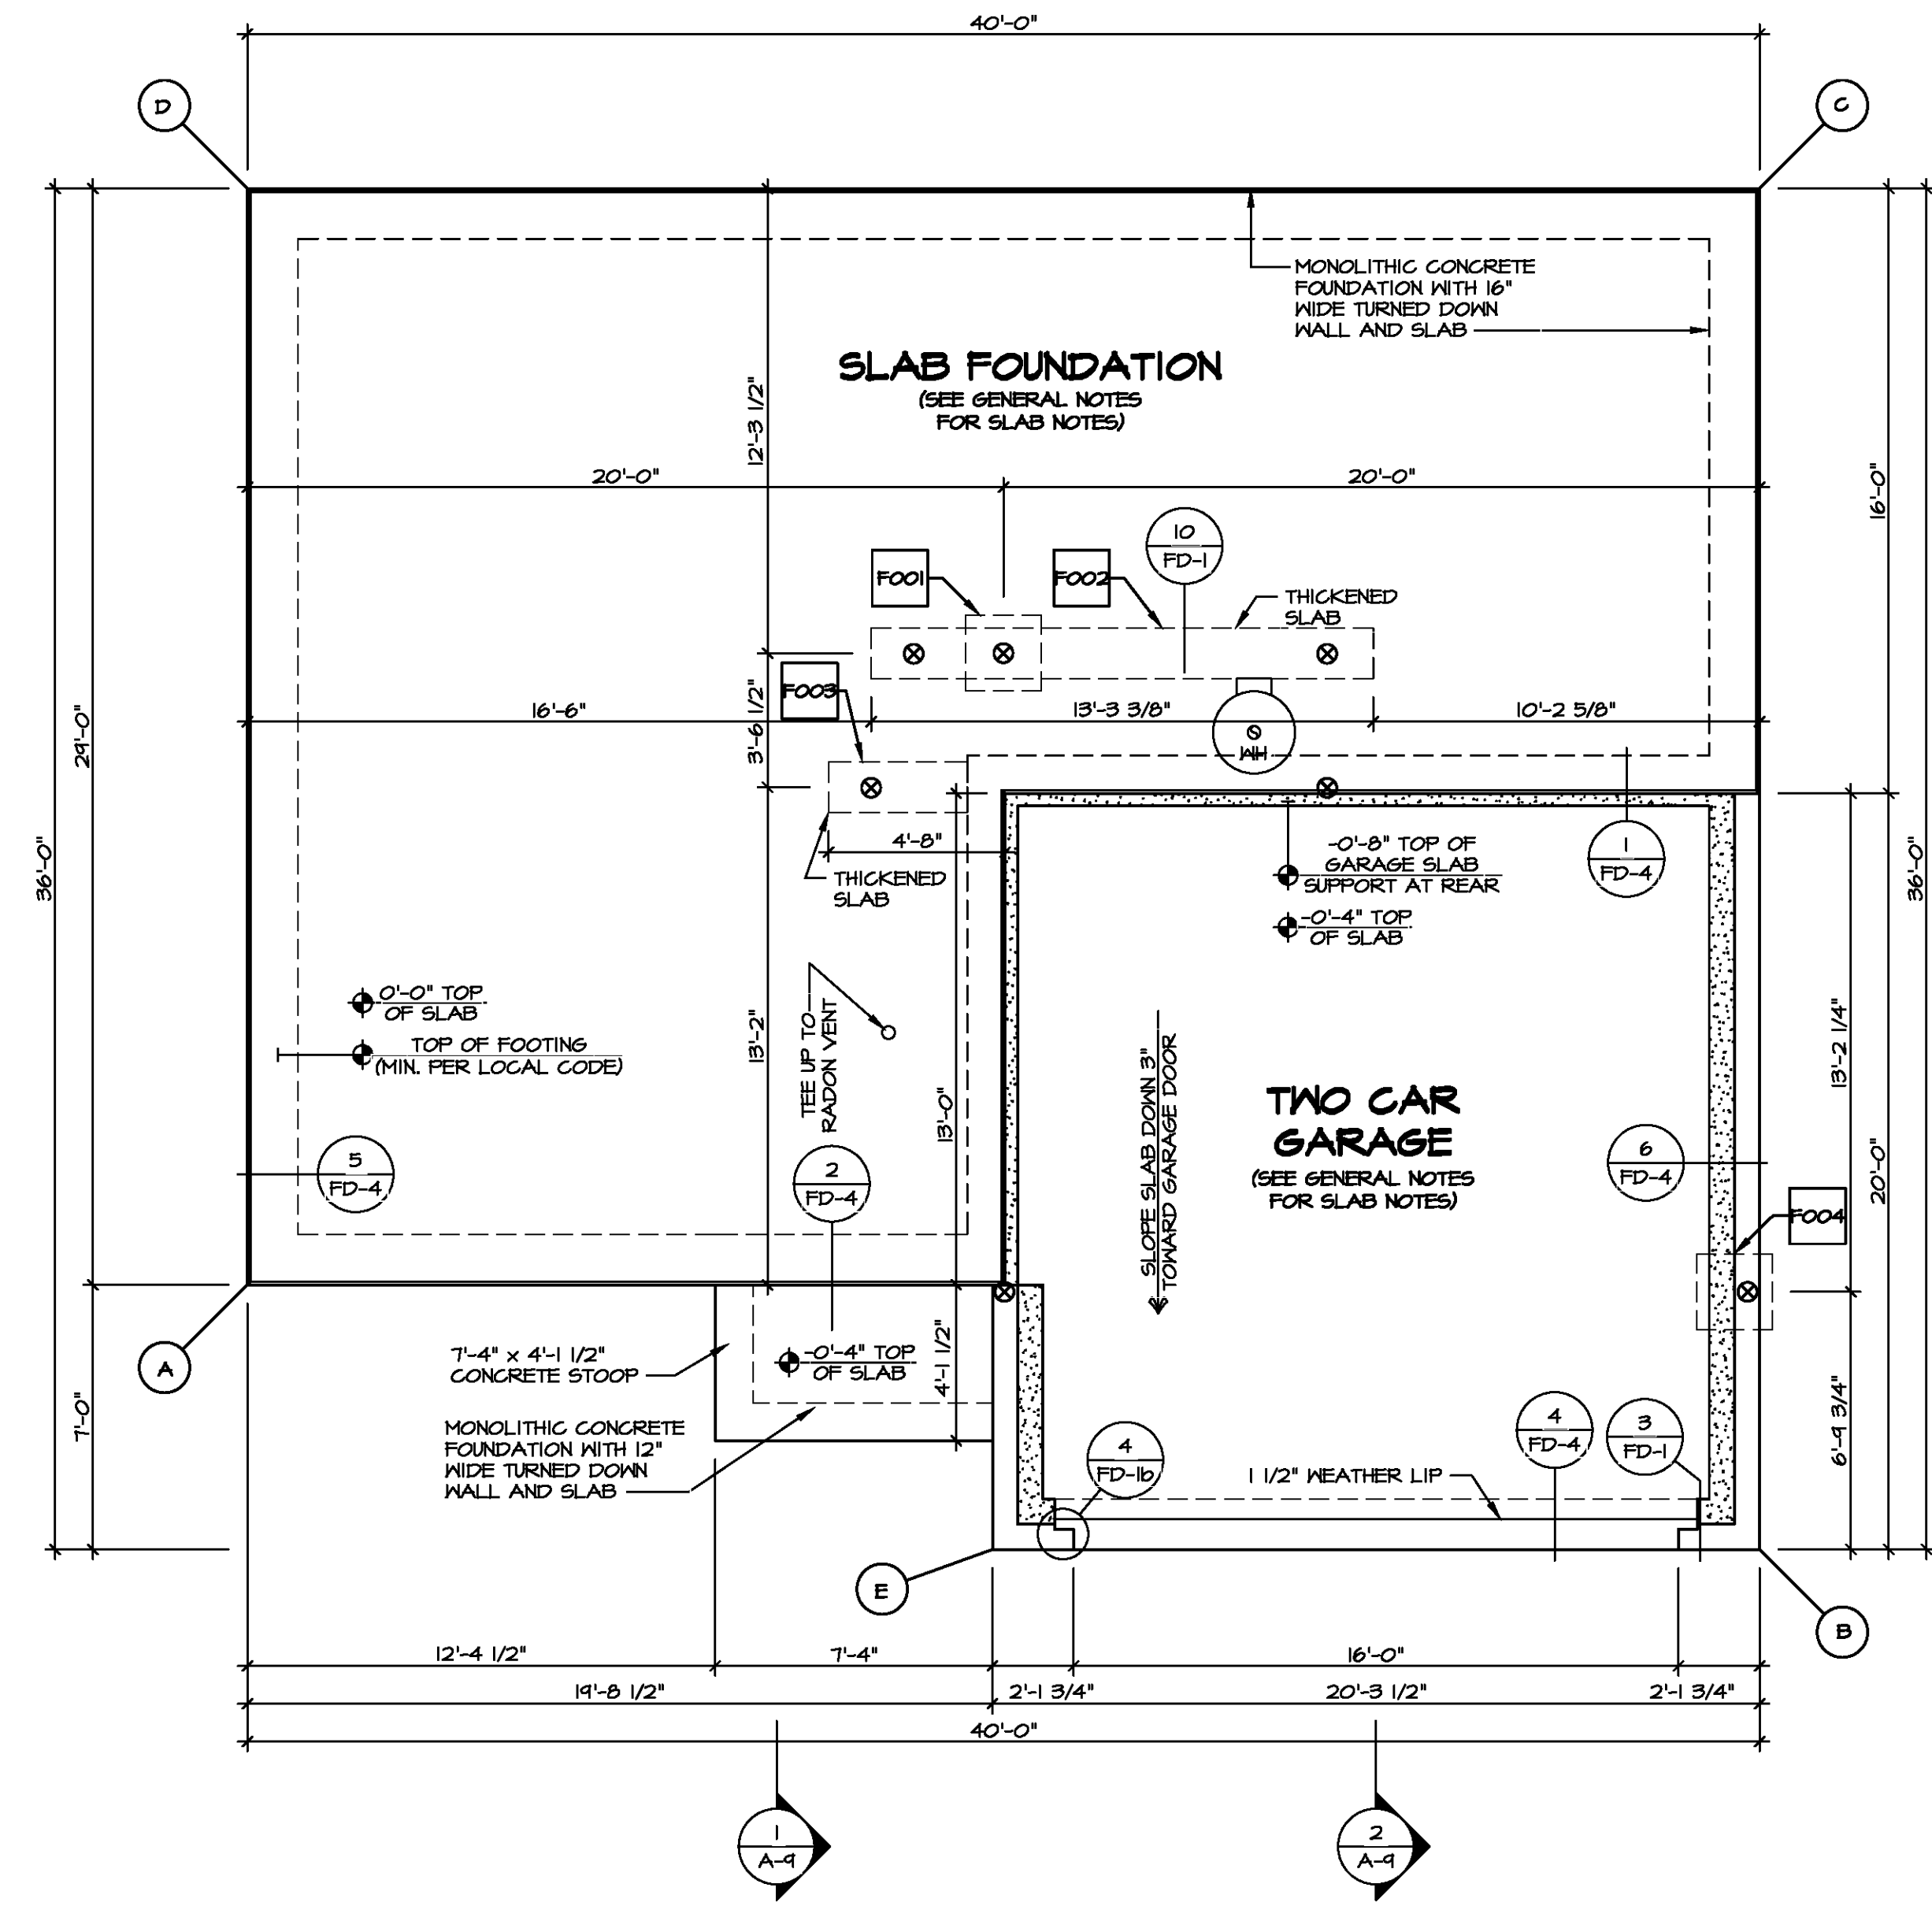 40'-0"
D
C
MONOLITHIC CONCRETE
FOUNDATION WITH 16"
WIDE TURNED DOWN
WALL AND SLAB
SLAB FOUNDATION
(SEE GENERAL NOTES
FOR SLAB NOTES)
12'-3 1/2"
20'-0"
20'-0"
16'-0"
10
FD-1
F001
F002
THICKENED
SLAB
F003
3'-6 1/2"
16'-6"
13'-3 3/8"
10'-2 5/8"
29'-0"
WH
36'-0"
36'-0"
4'-8"
THICKENED
SLAB
-0'-8" TOP OF
GARAGE SLAB
SUPPORT AT REAR
-0'-4" TOP
OF SLAB
1
FD-4
0'-0" TOP
OF SLAB
TOP OF FOOTING
(MIN. PER LOCAL CODE)
13'-2"
TEE UP TO
RADON VENT
13'-0"
SLOPE SLAB DOWN 3"
TOWARD GARAGE DOOR
TWO CAR
GARAGE
(SEE GENERAL NOTES
FOR SLAB NOTES)
13'-2 1/4"
20'-0"
5
FD-4
2
FD-4
6
FD-4
F004
A
7'-4" x 4'-1 1/2"
CONCRETE STOOP
-0'-4" TOP
OF SLAB
4'-1 1/2"
7'-0"
MONOLITHIC CONCRETE
FOUNDATION WITH 12"
WIDE TURNED DOWN
WALL AND SLAB
4
FD-1b
1 1/2" WEATHER LIP
4
FD-4
3
FD-1
6'-9 3/4"
E
B
12'-4 1/2"
7'-4"
16'-0"
19'-8 1/2"
2'-1 3/4"
20'-3 1/2"
2'-1 3/4"
40'-0"
1
A-9
2
A-9